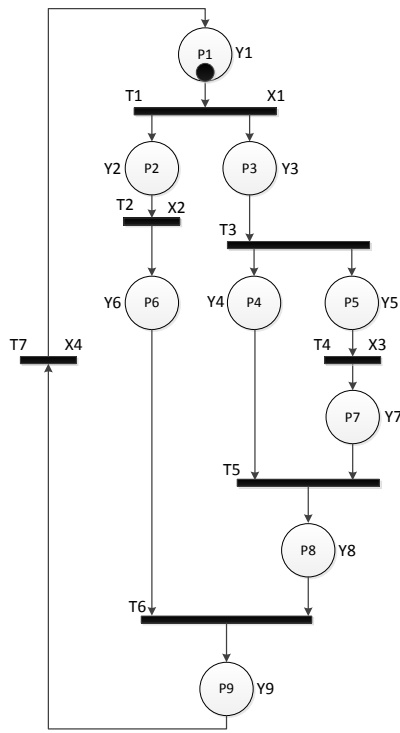 P1 Y1
T1 X1
Y2 P2 P3 Y3
T2 X2
T3
Y6 P6 Y4 P4 P5 Y5
T7 X4 T4 X3
P7 Y7
T5
P8 Y8
T6
P9 Y9